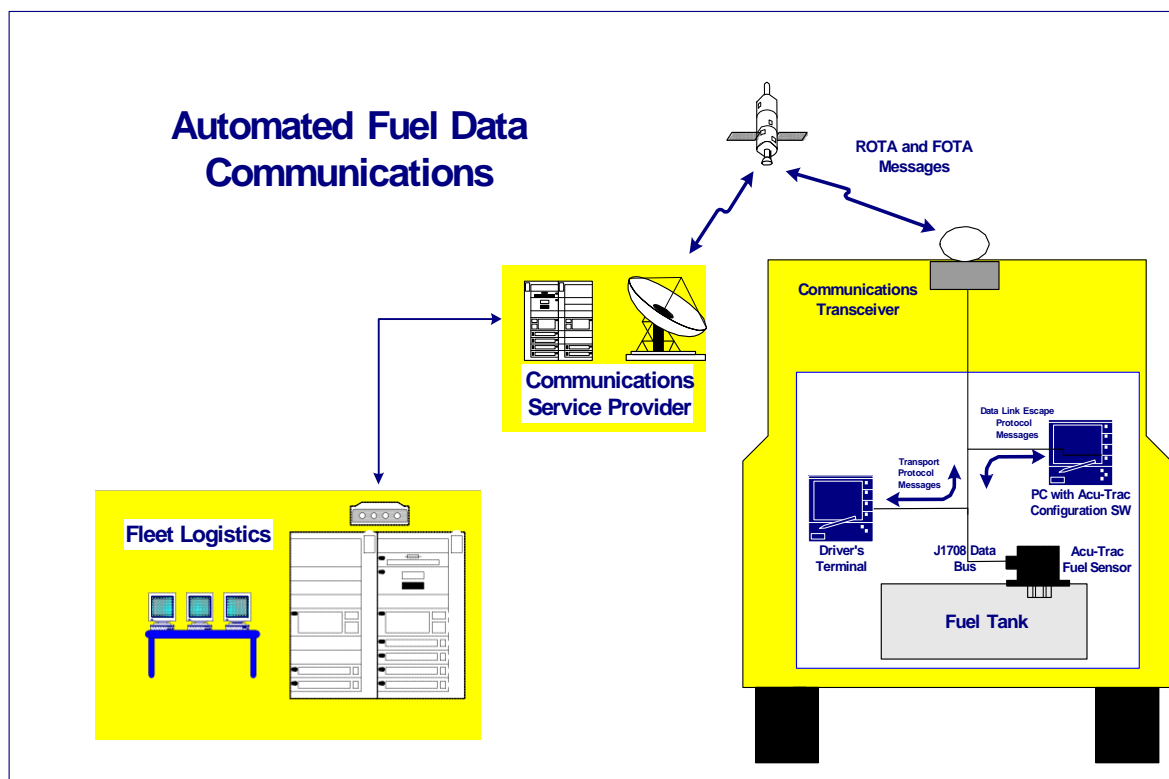 Automated Fuel Data
Communications
ROTA and FOTA
Messages
Communications
Transceiver
Communications
Service Provider
Data Link Escape
Protocol
Messages
Transport
Protocol
Messages
PC with Acu-Trac
Configuration SW
Fleet Logistics
Driver's
Terminal
J1708 Data
Bus
Acu-Trac
Fuel Sensor
Fuel Tank